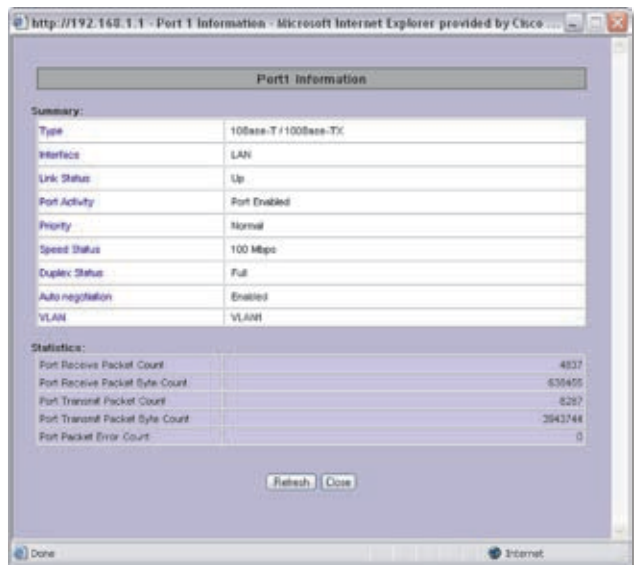 http://192.168.1.1 - Port 1 Information - Microsoft Internet Explorer provided by Cisco ...
Port1 Information
Summary:
Type 10Base-T / 100Base-TX
Interface LAN
Link Status Up
Port Activity Port Enabled
Priority Normal
Speed Status 100 Mbps
Duplex Status Full
Auto negotiation Enabled
VLAN VLAN1
Statistics:
Port Receive Packet Count 4837
Port Receive Packet Byte Count
Port Transmit Packet Count 8287
Port Transmit Packet Byte Count 3943744
Port Packet Error Count 0
Refresh Close
Done Internet